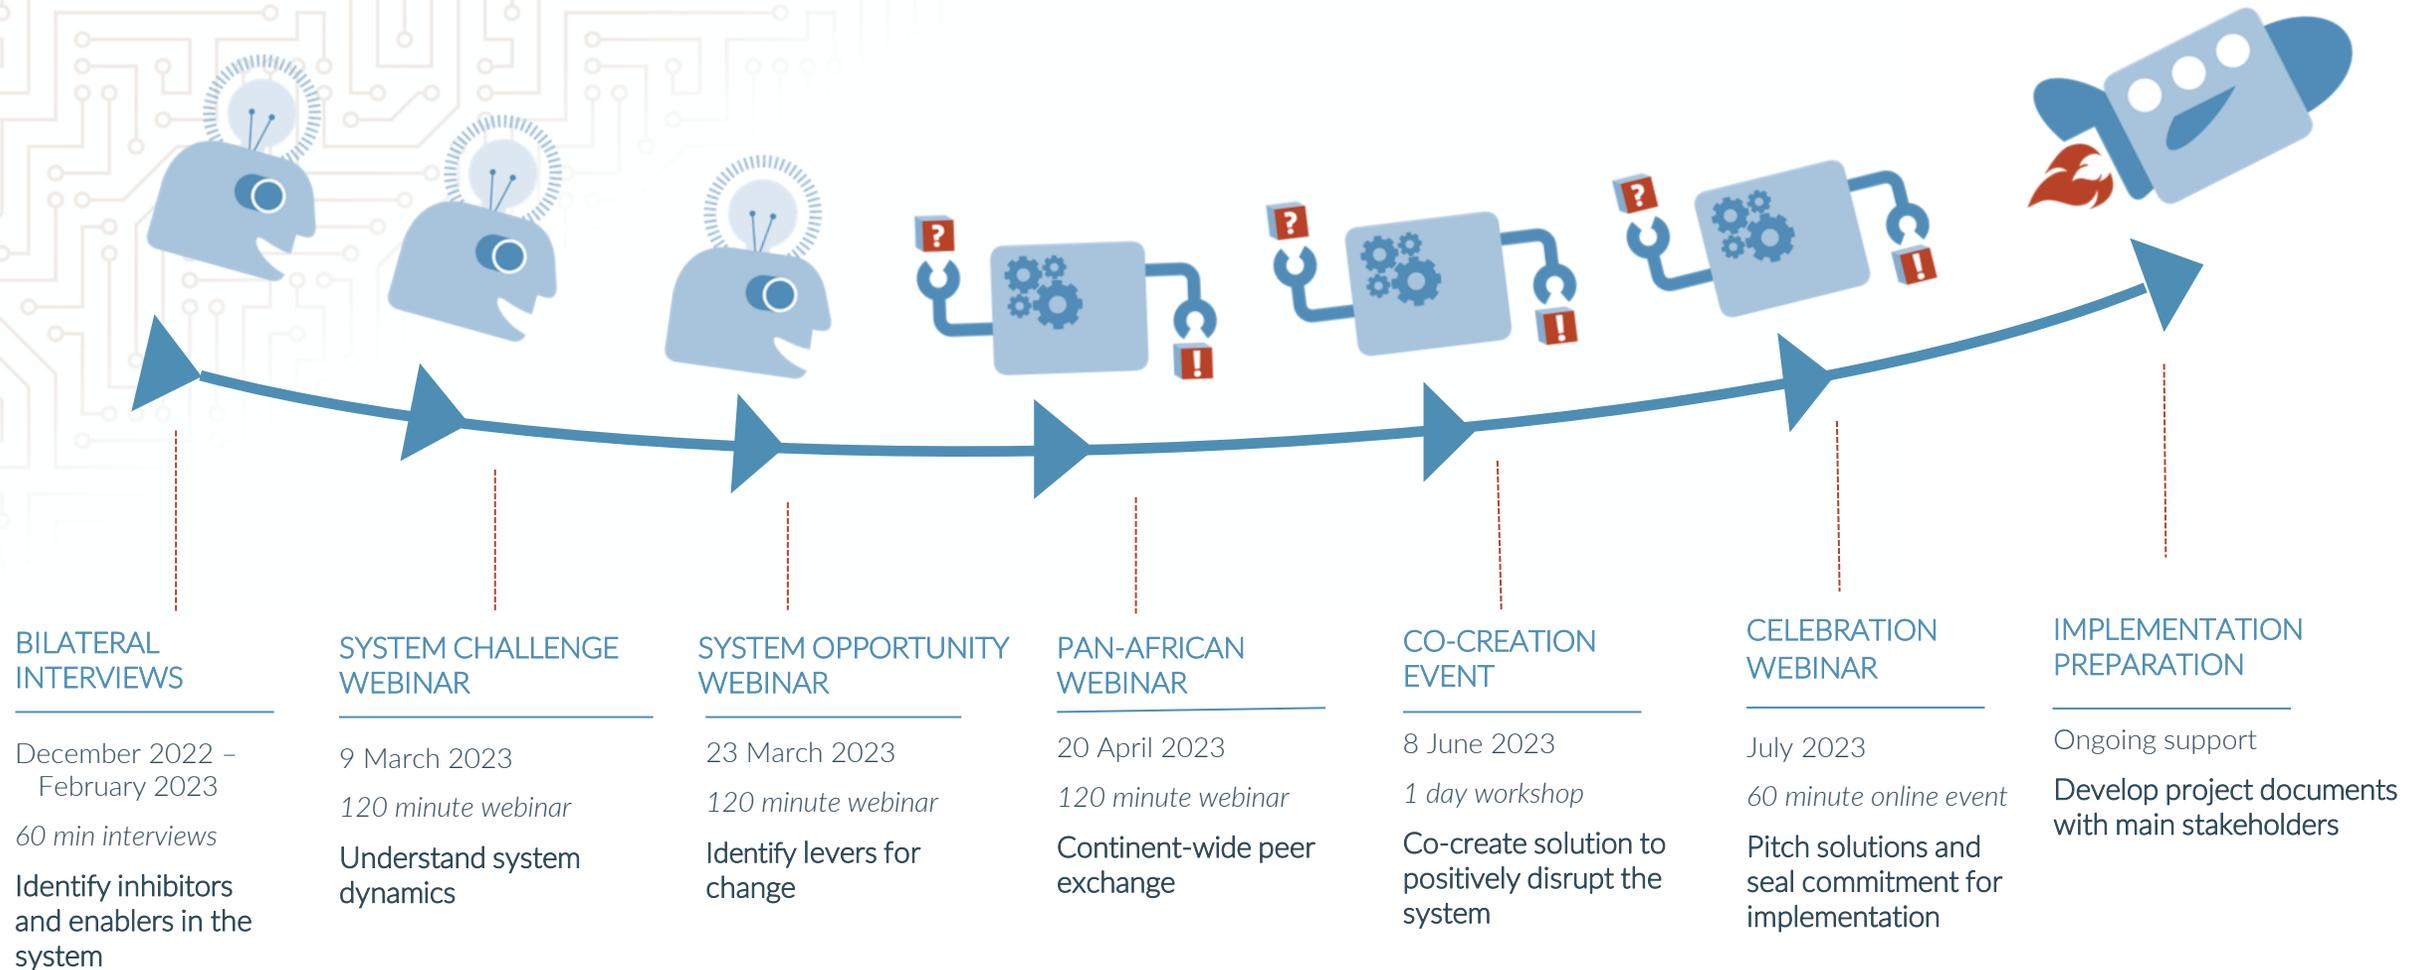 ?
!
?
!
?
!
BILATERAL
INTERVIEWS
December 2022 –
February 2023
60 min interviews
Identify inhibitors
and enablers in the
system
SYSTEM CHALLENGE
WEBINAR
9 March 2023
120 minute webinar
Understand system
dynamics
SYSTEM OPPORTUNITY
WEBINAR
23 March 2023
120 minute webinar
Identify levers for
change
PAN-AFRICAN
WEBINAR
20 April 2023
120 minute webinar
Continent-wide peer
exchange
CO-CREATION
EVENT
8 June 2023
1 day workshop
Co-create solution to
positively disrupt the
system
CELEBRATION
WEBINAR
July 2023
60 minute online event
Pitch solutions and
seal commitment for
implementation
IMPLEMENTATION
PREPARATION
Ongoing support
Develop project documents
with main stakeholders